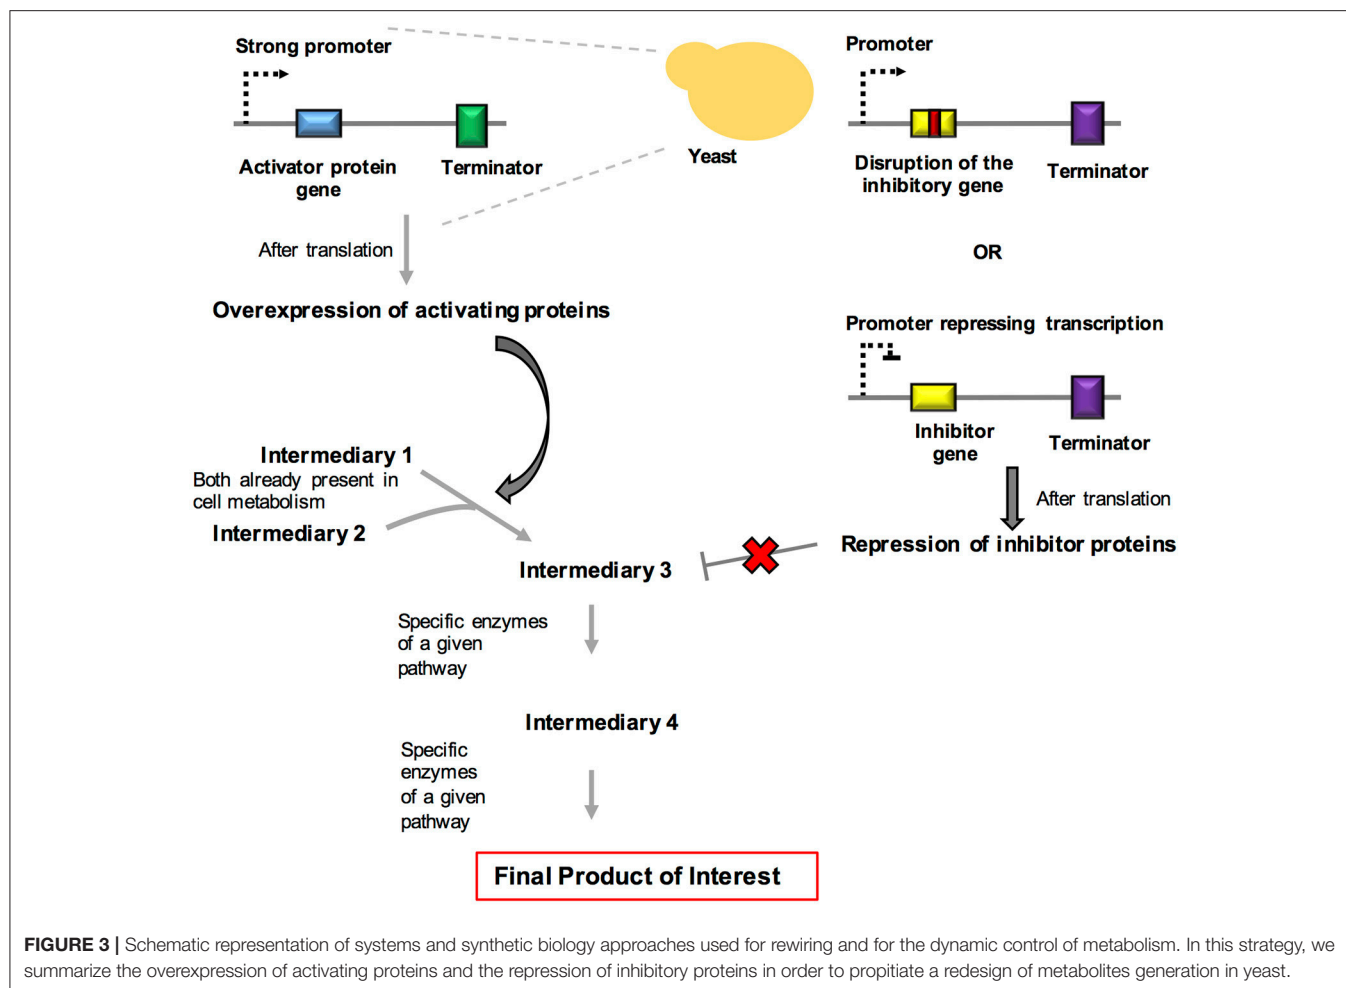 Strong promoter
Activator protein
gene
Terminator
Yeast
Promoter
Disruption of the
inhibitory gene
Terminator
After translation
OR
Overexpression of activating proteins
Promoter repressing transcription
Inhibitor
gene
Terminator
Intermediary 1
Both already present in
cell metabolism
Intermediary 2
After translation
Repression of inhibitor proteins
Intermediary 3
Specific enzymes
of a given
pathway
Intermediary 4
Specific
enzymes
of a given
pathway
Final Product of Interest
FIGURE 3 | Schematic representation of systems and synthetic biology approaches used for rewiring and for the dynamic control of metabolism. In this strategy, we
summarize the overexpression of activating proteins and the repression of inhibitory proteins in order to propitiate a redesign of metabolites generation in yeast.